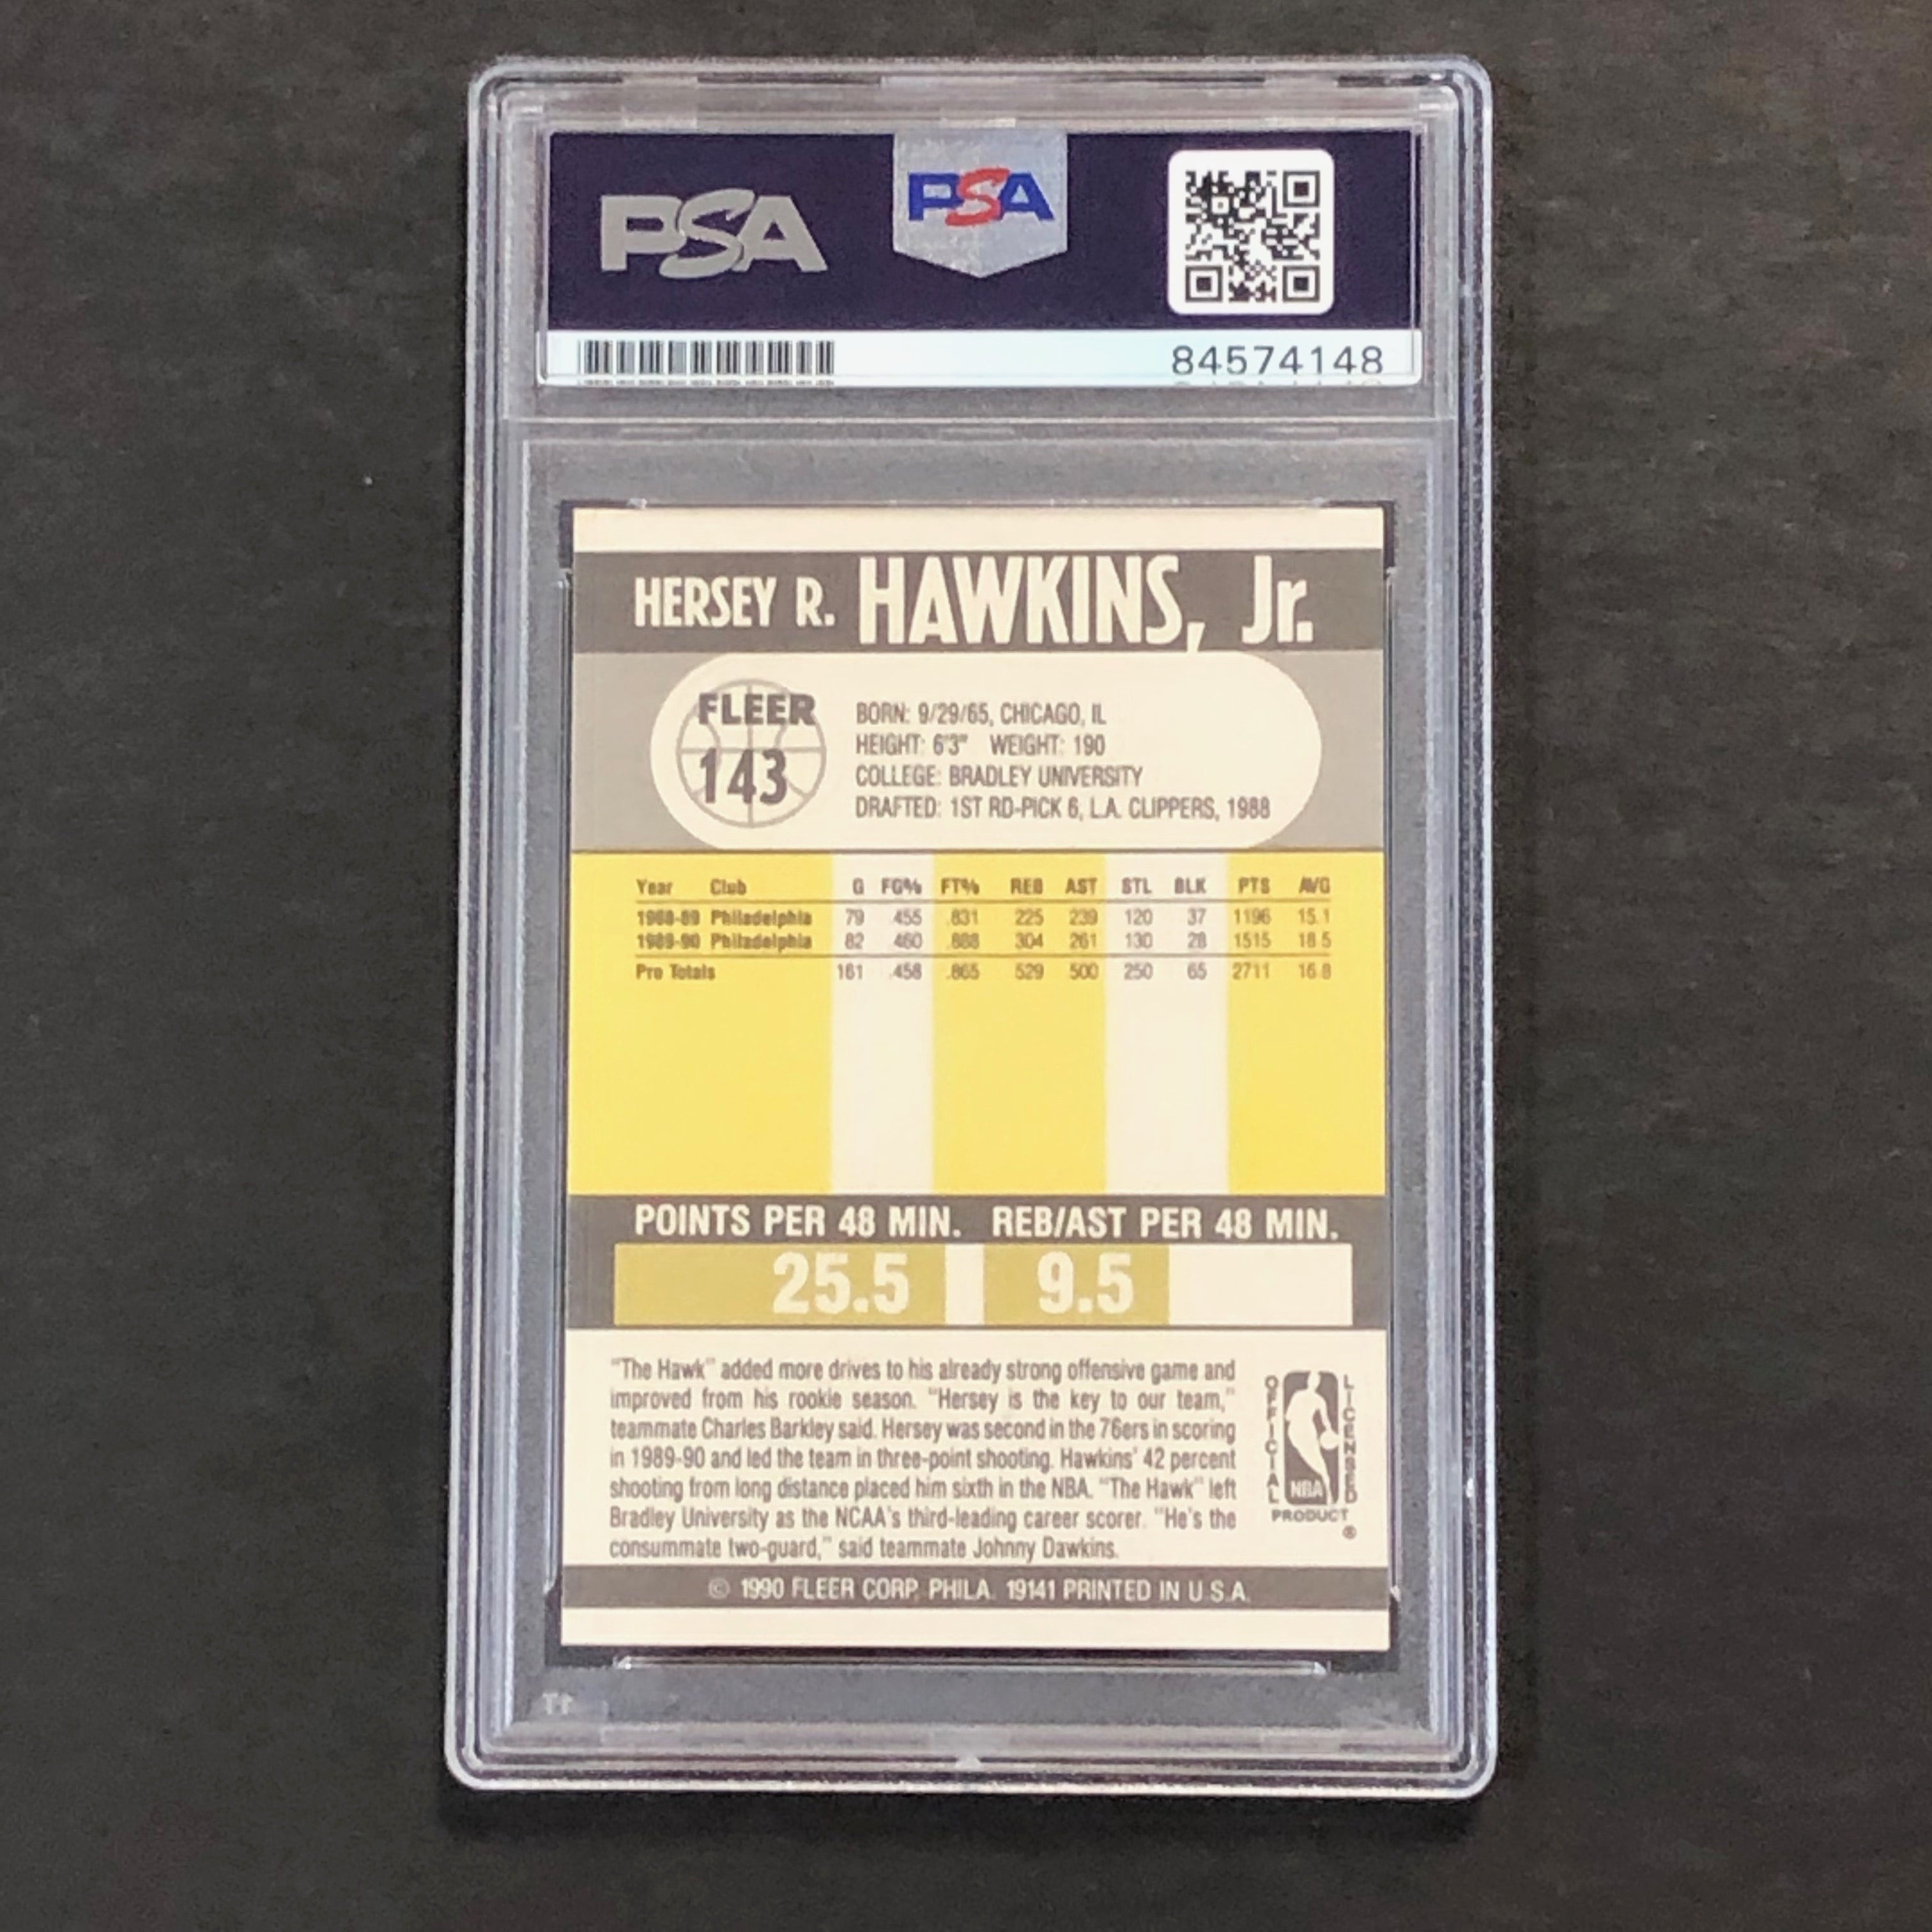 PSA
PSA
84574148
HERSEY R. HAWKINS, Jr.
FLEER
143
BORN: 9/29/65, CHICAGO, IL
HEIGHT: 6'3" WEIGHT: 190
COLLEGE: BRADLEY UNIVERSITY
DRAFTED: 1ST RD-PICK 6, L.A. CLIPPERS, 1988
Year Club G FG% FT% REB AST STL BLK PTS AVG
1988-89 Philadelphia 79 .455 .831 225 239 120 37 1196 15.1
1989-90 Philadelphia 82 .460 .888 304 261 130 28 1515 18.5
Pro Totals 161 .458 .865 529 500 250 65 2711 16.8
POINTS PER 48 MIN. REB/AST PER 48 MIN.
25.5 9.5
"The Hawk" added more drives to his already strong offensive game and
improved from his rookie season. "Hersey is the key to our team,"
teammate Charles Barkley said. Hersey was second in the 76ers in scoring
in 1989-90 and led the team in three-point shooting. Hawkins' 42 percent
shooting from long distance placed him sixth in the NBA. "The Hawk" left
Bradley University as the NCAA's third-leading career scorer. "He's the
consummate two-guard," said teammate Johnny Dawkins.
OFFICIAL
LICENSED
NBA
PRODUCT
®
© 1990 FLEER CORP. PHILA. 19141 PRINTED IN U.S.A.